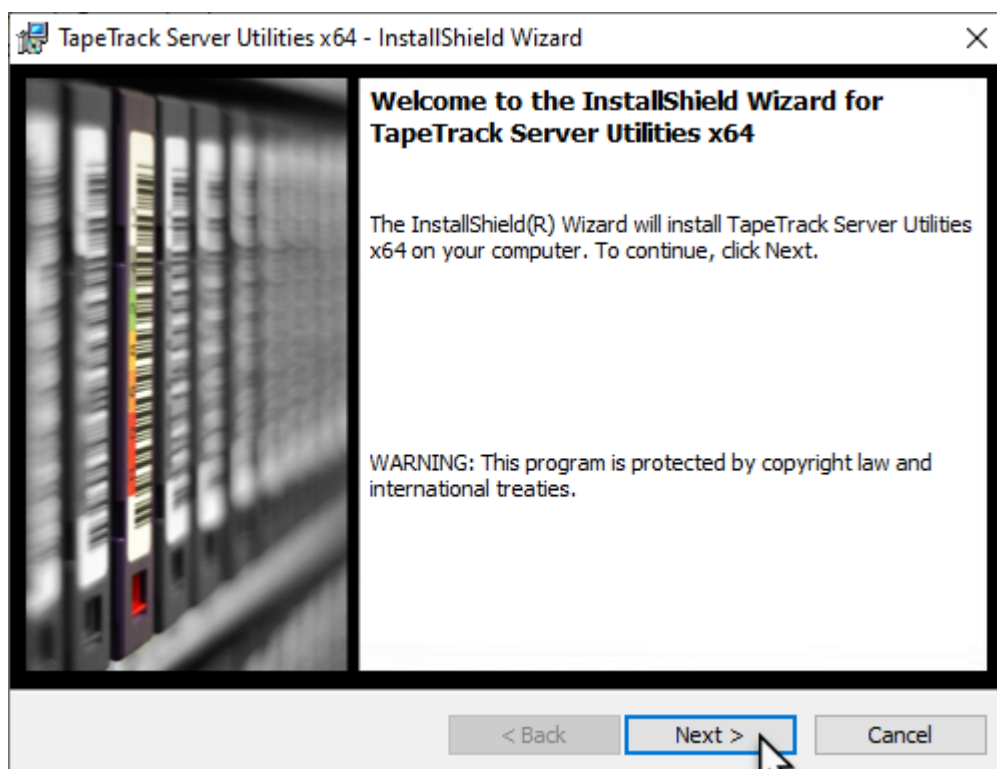 TapeTrack Server Utilities x64 - InstallShield Wizard
Welcome to the InstallShield Wizard for
TapeTrack Server Utilities x64
The InstallShield(R) Wizard will install TapeTrack Server Utilities
x64 on your computer. To continue, click Next.
WARNING: This program is protected by copyright law and
international treaties.
< Back
Next >
Cancel